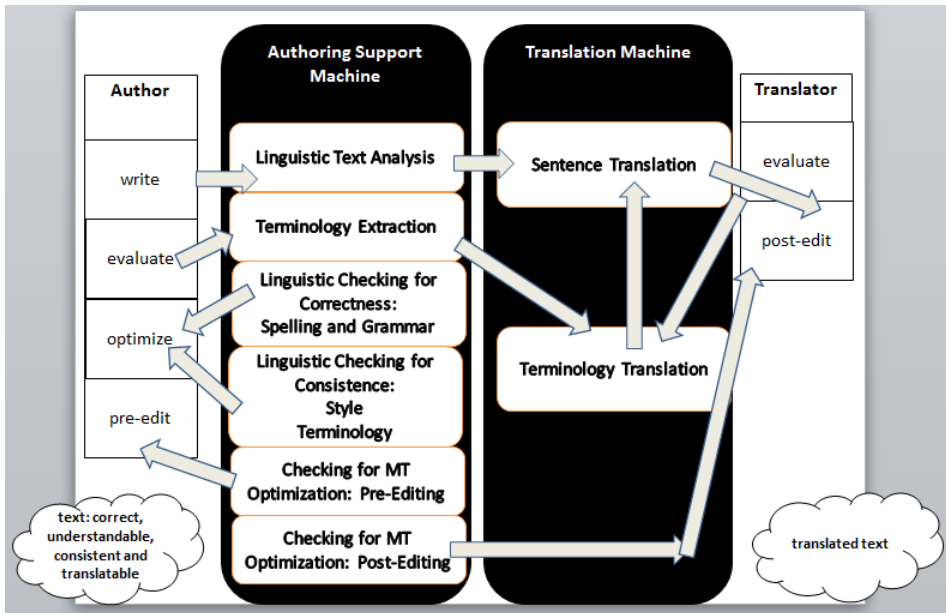 Author
write
evaluate
optimize
pre-edit
text: correct,
understandable,
consistent and
translatable
Authoring Support
Machine
Linguistic Text Analysis
Terminology Extraction
Linguistic Checking for
Correctness:
Spelling and Grammar
Linguistic Checking for
Consistence:
Style
Terminology
Checking for MT
Optimization: Pre-Editing
Checking for MT
Optimization: Post-Editing
Translation Machine
Sentence Translation
Terminology Translation
Translator
evaluate
post-edit
translated text